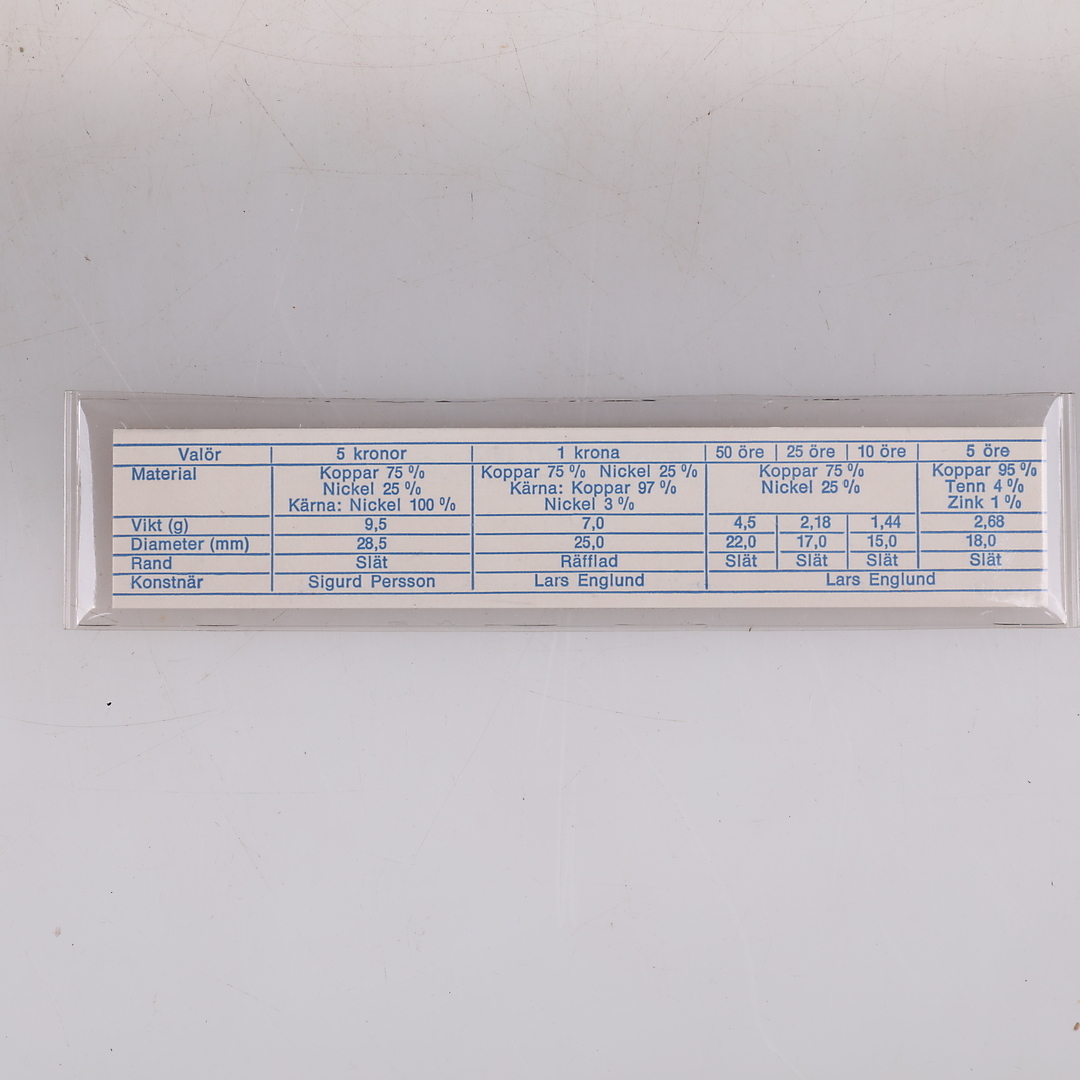 Valör 5 kronor 1 krona 50 öre 25 öre 10 öre 5 öre
Material Koppar 75 % Koppar 75 % Nickel 25 % Koppar 75 % Koppar 95 %
Nickel 25 % Kärna: Koppar 97 % Nickel 25 % Tenn 4 %
Kärna: Nickel 100 % Nickel 3 % Zink 1 %
Vikt (g) 9,5 7,0 4,5 2,18 1,44 2,68
Diameter (mm) 28,5 25,0 22,0 17,0 15,0 18,0
Rand Slät Räfflad Slät Slät Slät Slät
Konstnär Sigurd Persson Lars Englund Lars Englund